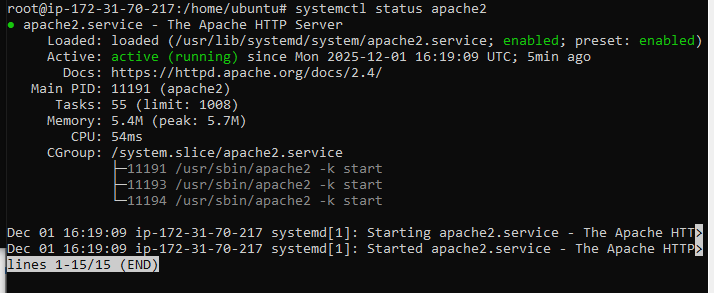 root@ip-172-31-70-217:/home/ubuntu# systemctl status apache2
● apache2.service - The Apache HTTP Server
     Loaded: loaded (/usr/lib/systemd/system/apache2.service; enabled; preset: enabled)
     Active: active (running) since Mon 2025-12-01 16:19:09 UTC; 5min ago
       Docs: https://httpd.apache.org/docs/2.4/
   Main PID: 11191 (apache2)
      Tasks: 55 (limit: 1008)
     Memory: 5.4M (peak: 5.7M)
        CPU: 54ms
     CGroup: /system.slice/apache2.service
             ├─11191 /usr/sbin/apache2 -k start
             ├─11193 /usr/sbin/apache2 -k start
             └─11194 /usr/sbin/apache2 -k start

Dec 01 16:19:09 ip-172-31-70-217 systemd[1]: Starting apache2.service - The Apache HTT>
Dec 01 16:19:09 ip-172-31-70-217 systemd[1]: Started apache2.service - The Apache HTTP>
lines 1-15/15 (END)